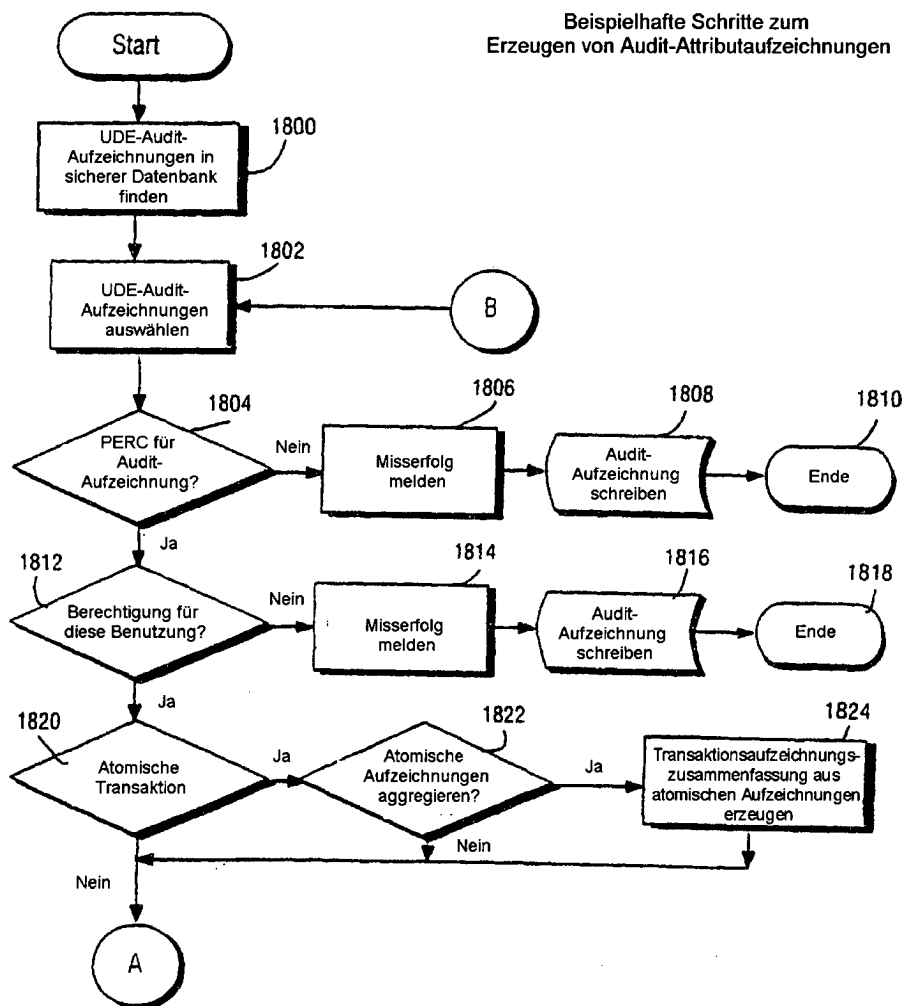 Beispielhafte Schritte zum
Erzeugen von Audit-Attributaufzeichnungen
Start
1800
UDE-Audit-
Aufzeichnungen in
sicherer Datenbank
finden
1802
UDE-Audit-
Aufzeichnungen
auswählen
B
1804
PERC für
Audit-
Aufzeichnung?
Nein
1806
Misserfolg
melden
1808
Audit-
Aufzeichnung
schreiben
1810
Ende
Ja
1812
Berechtigung für
diese Benutzung?
Nein
1814
Misserfolg
melden
1816
Audit-
Aufzeichnung
schreiben
1818
Ende
Ja
1820
Atomische
Transaktion
Ja
1822
Atomische
Aufzeichnungen
aggregieren?
Ja
1824
Transaktionsaufzeichnungs-
zusammenfassung aus
atomischen Aufzeichnungen
erzeugen
Nein
Nein
A